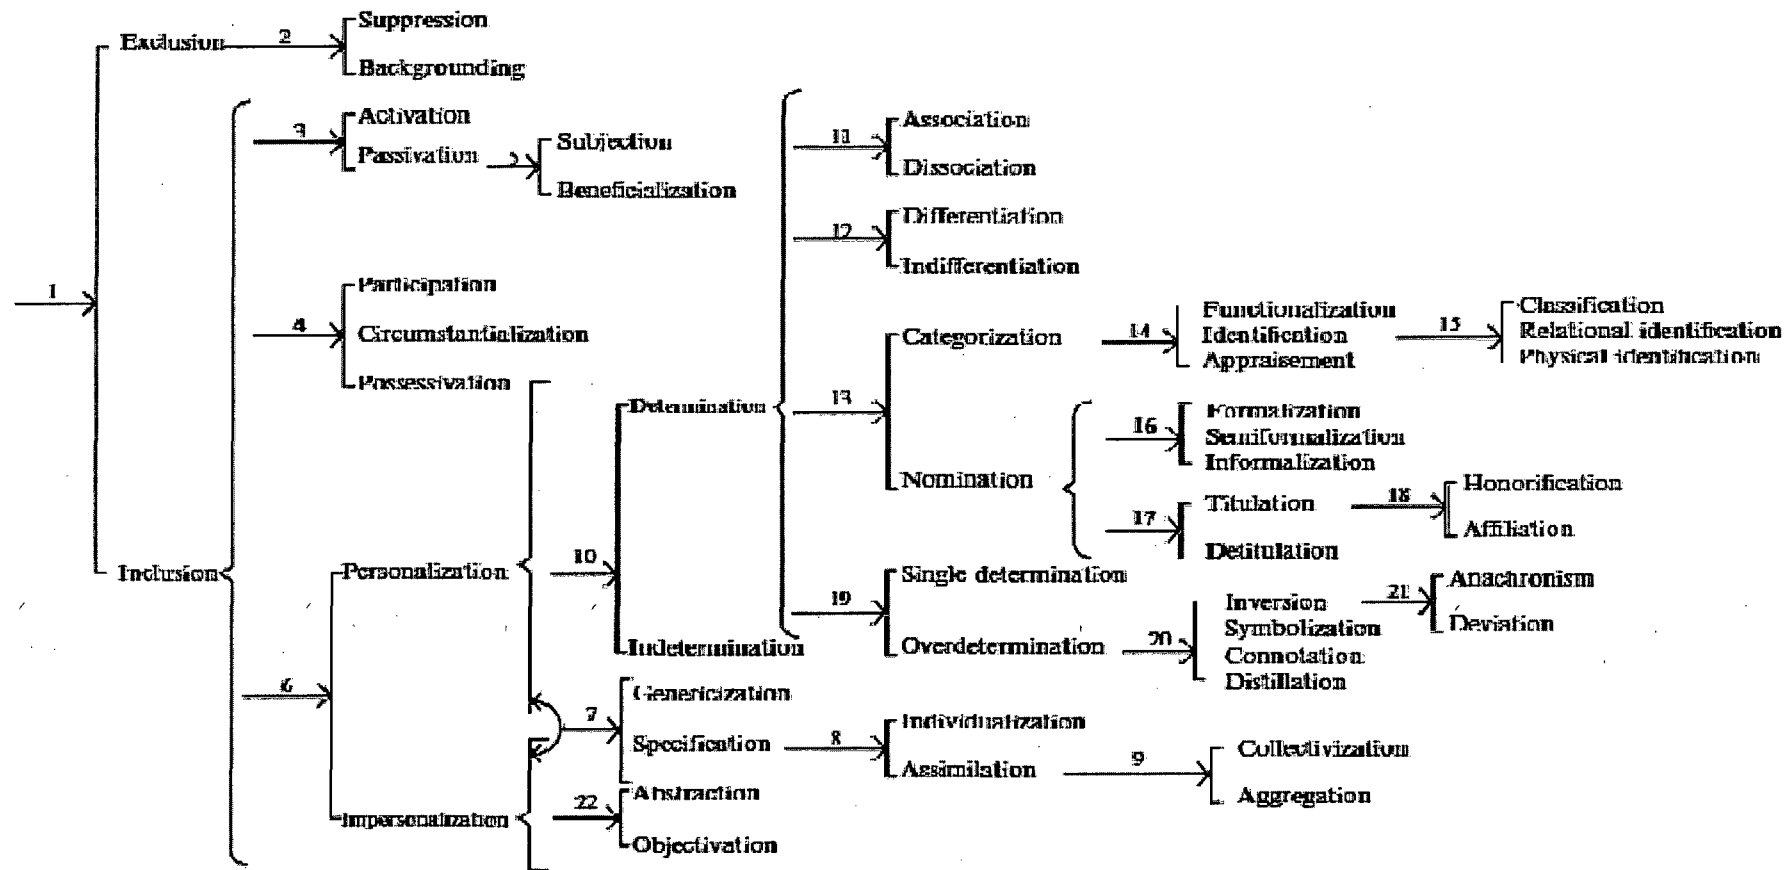 Suppression
Exclusion 2
Backgrounding
Activation
3
Passivation 5 Subjection
Beneficialization
Participation
4 Circumstantialization
Possessivation
1
Inclusion
6
Personalization
Impersonalization
10
Determination
Indetermination
7
Genericization
Specification
8
Individualization
Assimilation
9
Collectivization
Aggregation
22
Abstraction
Objectivation
11
Association
Dissociation
12
Differentiation
Indifferentiation
13
Categorization
Nomination
14
Functionalization
Identification
Appraisement
15
Classification
Relational identification
Physical identification
16
Formalization
Semiformalization
Informalization
17
Titulation
Detitulation
18
Honorification
Affiliation
19
Single determination
Overdetermination
20
Inversion
Symbolization
Connotation
Distillation
21
Anachronism
Deviation